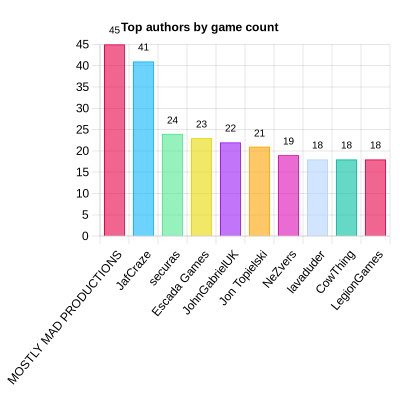 Top authors by game count
45
41
24
23
22
21
19
18
18
18
45
40
35
30
25
20
15
10
5
0
MOSTLY MAD PRODUCTIONS
JafCraze
securas
Escada Games
JohnGabrielUK
Jon Topielski
NeZvers
lavaduder
CowThing
LegionGames